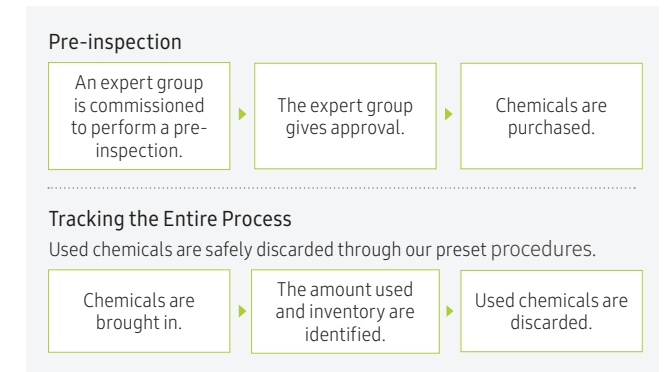 Pre-inspection
An expert group
is commissioned
to perform a pre-
inspection.
The expert group
gives approval.
Chemicals are
purchased.
Tracking the Entire Process
Used chemicals are safely discarded through our preset procedures.
Chemicals are
brought in.
The amount used
and inventory are
identified.
Used chemicals are
discarded.